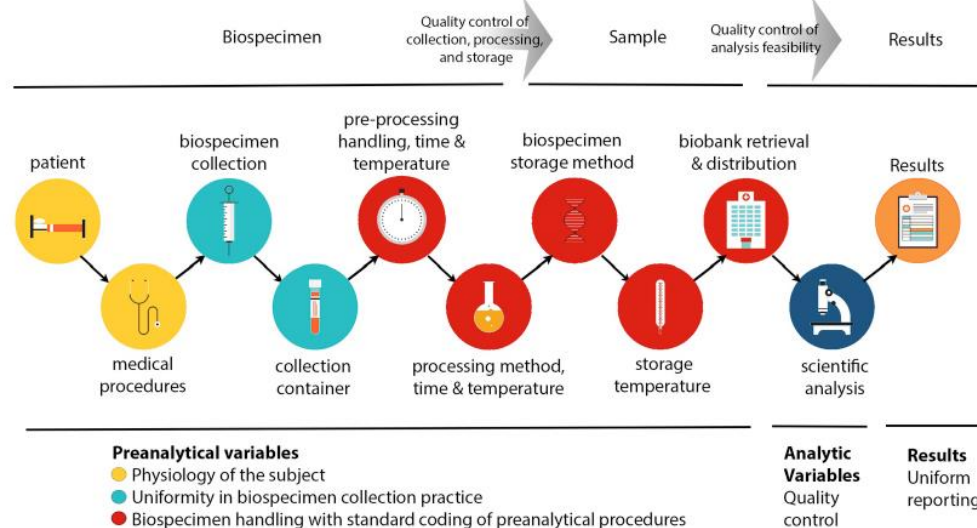 Biospecimen
Quality control of
collection, processing,
and storage
Sample
Quality control of
analysis feasibility
Results
patient
biospecimen
collection
pre-processing
handling, time &
temperature
biospecimen
storage method
biobank retrieval
& distribution
Results
medical
procedures
collection
container
processing method,
time & temperature
storage
temperature
scientific
analysis
Preanalytical variables
Physiology of the subject
Uniformity in biospecimen collection practice
Biospecimen handling with standard coding of preanalytical procedures
Analytic
Variables
Quality
control
Results
Uniform
reporting